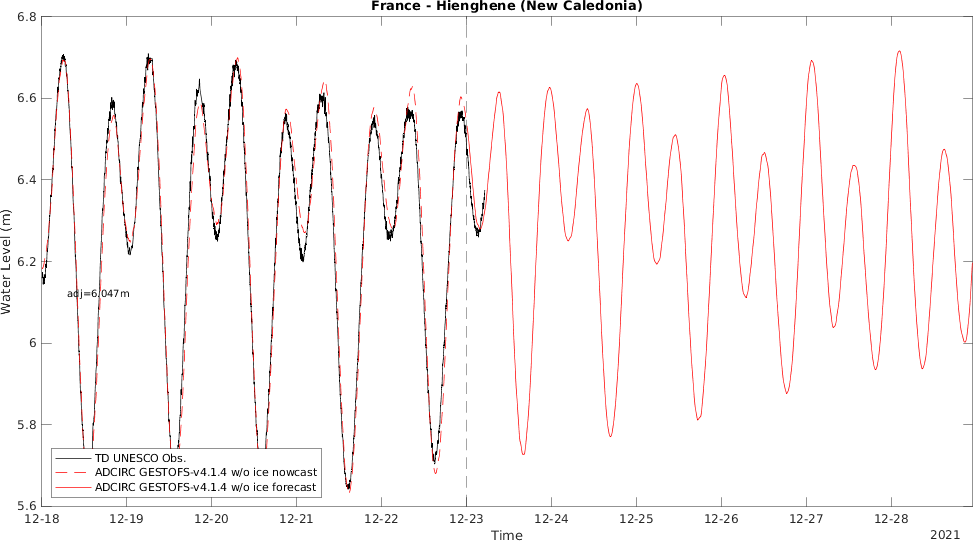 France - Hienghene (New Caledonia)
6.8
6.6
6.4
6.2
6
5.8
5.6
Water Level (m)
adj=6.047m
TD UNESCO Obs.
ADCIRC GESTOFS-v4.1.4 w/o ice nowcast
ADCIRC GESTOFS-v4.1.4 w/o ice forecast
12-18 12-19 12-20 12-21 12-22 12-23 12-24 12-25 12-26 12-27 12-28
Time
2021